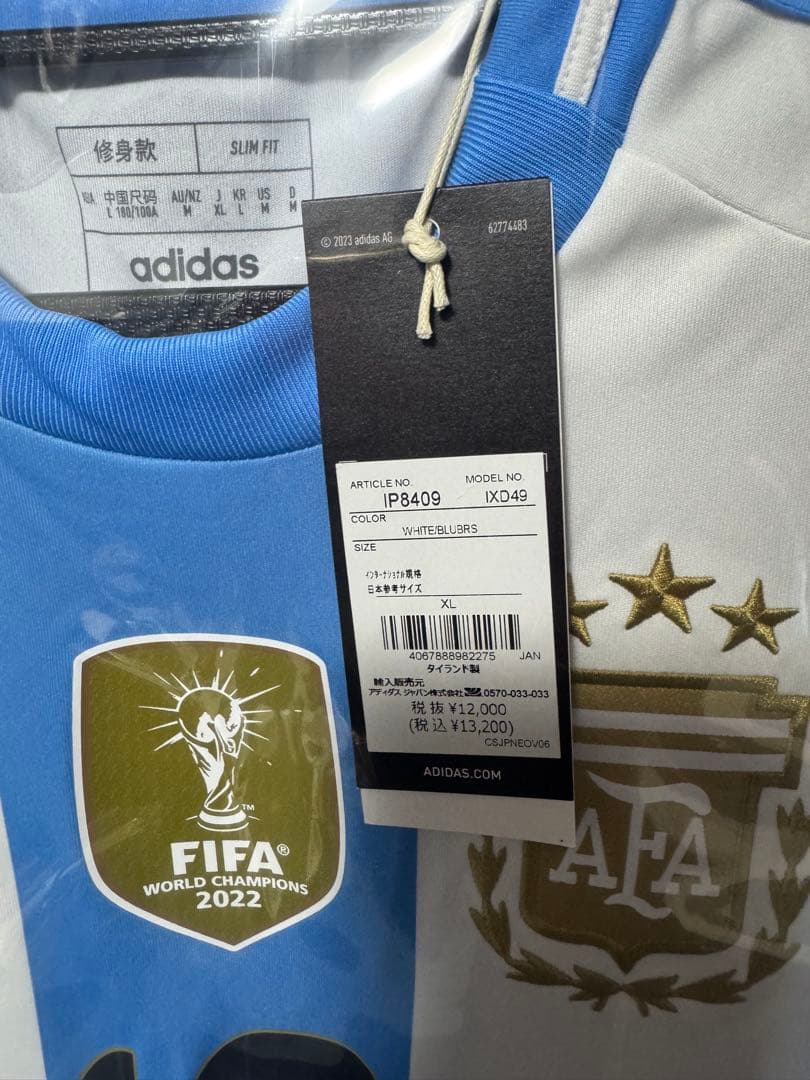 修身款
SLIM FIT
中国尺码 AU/NZ J KR US D
L 180/100A M XL L M M
adidas
© 2023 adidas AG
62774483
ARTICLE NO. MODEL NO.
IP8409 IXD49
COLOR
WHITE/BLUBRS
SIZE
インターナショナル規格
日本参考サイズ
XL
4067888982275 JAN
タイランド製
輸入販売元
アディダス ジャパン株式会社 0570-033-033
税抜 ¥12,000
(税込 ¥13,200)
CSJPNEOV06
ADIDAS.COM
TM
FIFA®
WORLD CHAMPIONS
2022
AFA